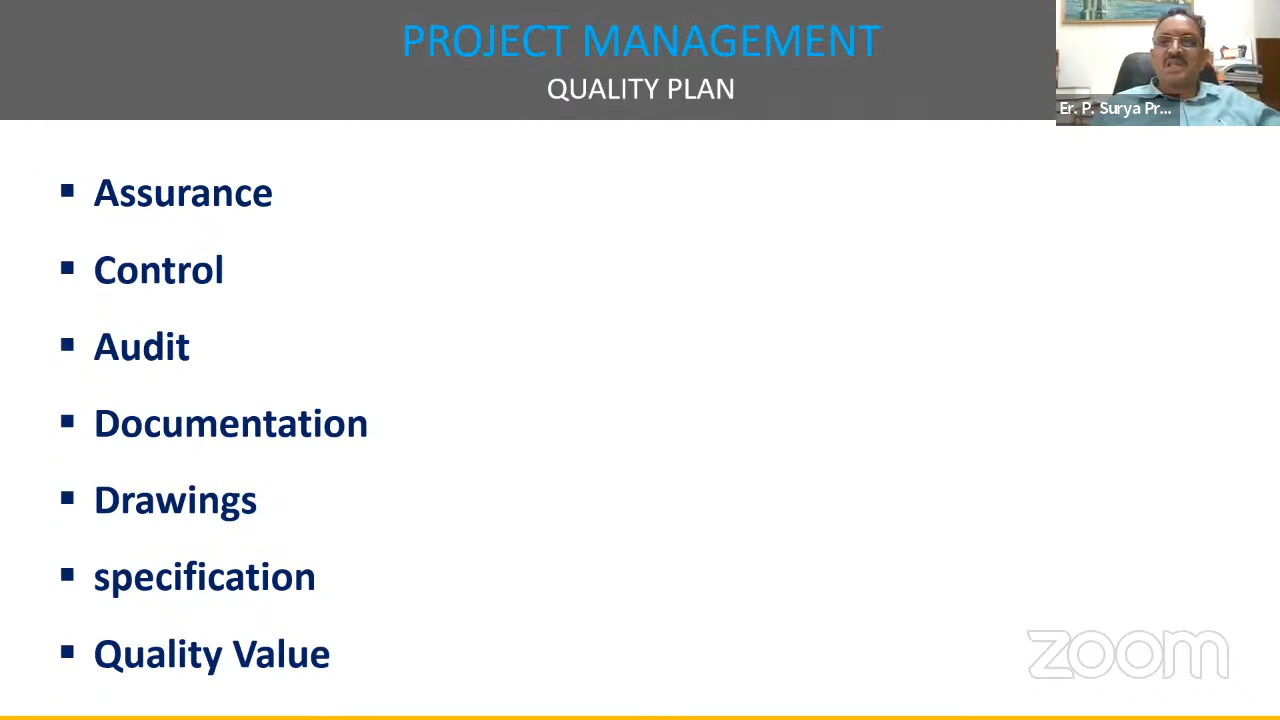 PROJECT MANAGEMENT
QUALITY PLAN
Er. P. Surya Pr...
▪ Assurance
▪ Control
▪ Audit
▪ Documentation
▪ Drawings
▪ specification
▪ Quality Value
zoom